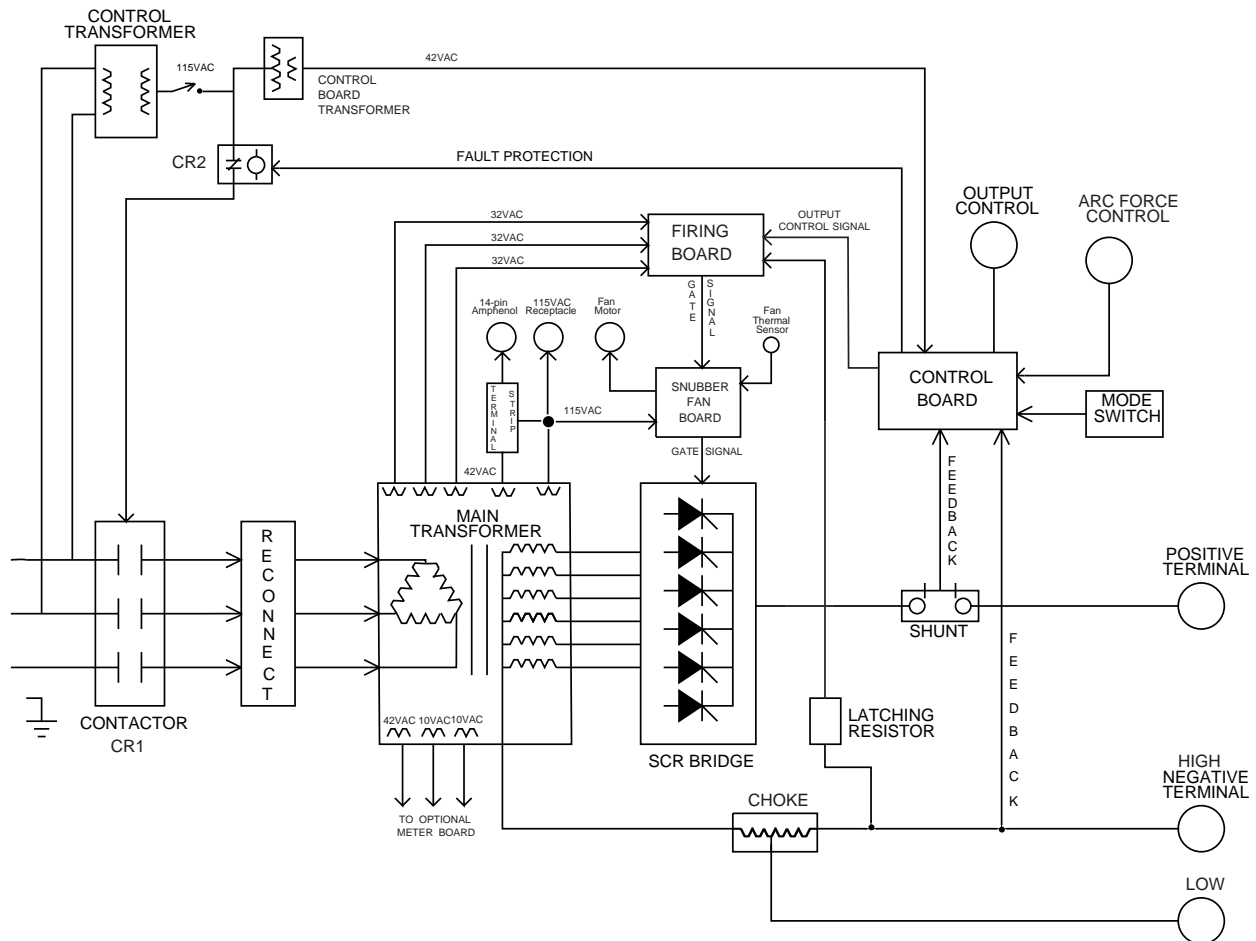 CONTROL
TRANSFORMER
115VAC
42VAC
CONTROL
BOARD
TRANSFORMER
CR2
FAULT PROTECTION
OUTPUT
CONTROL
ARC FORCE
CONTROL
32VAC
32VAC
32VAC
FIRING
BOARD
OUTPUT
CONTROL SIGNAL
GATE
SIGNAL
14-pin
Amphenol
115VAC
Receptacle
Fan
Motor
Fan
Thermal
Sensor
TERMINAL
STRIP
115VAC
SNUBBER
FAN
BOARD
CONTROL
BOARD
MODE
SWITCH
42VAC
GATE SIGNAL
FEEDBACK
MAIN
TRANSFORMER
RECONNECT
POSITIVE
TERMINAL
SHUNT
FEEDBACK
CONTACTOR
CR1
42VAC 10VAC 10VAC
LATCHING
RESISTOR
SCR BRIDGE
HIGH
NEGATIVE
TERMINAL
CHOKE
TO OPTIONAL
METER BOARD
LOW